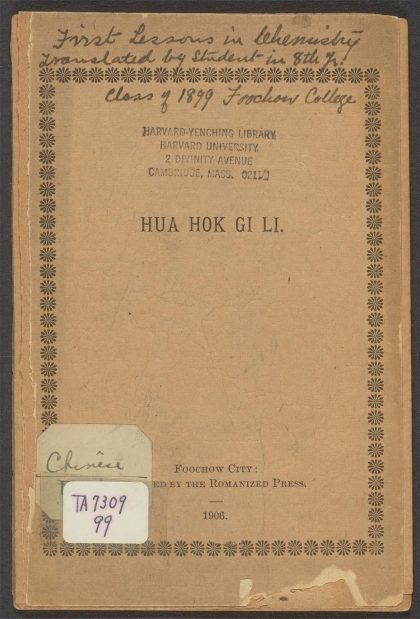 First Lessons in Chemistry
translated by Student in 8th Yr.
Class of 1899 Foochow College
HARVARD-YENCHING LIBRARY
HARVARD UNIVERSITY
2 DIVINITY AVENUE
CAMBRIDGE, MASS.
HUA HOK GI LI.
Chinese
FOOCHOW CITY:
ED BY THE ROMANIZED PRESS,
1906.
TA 7309
99